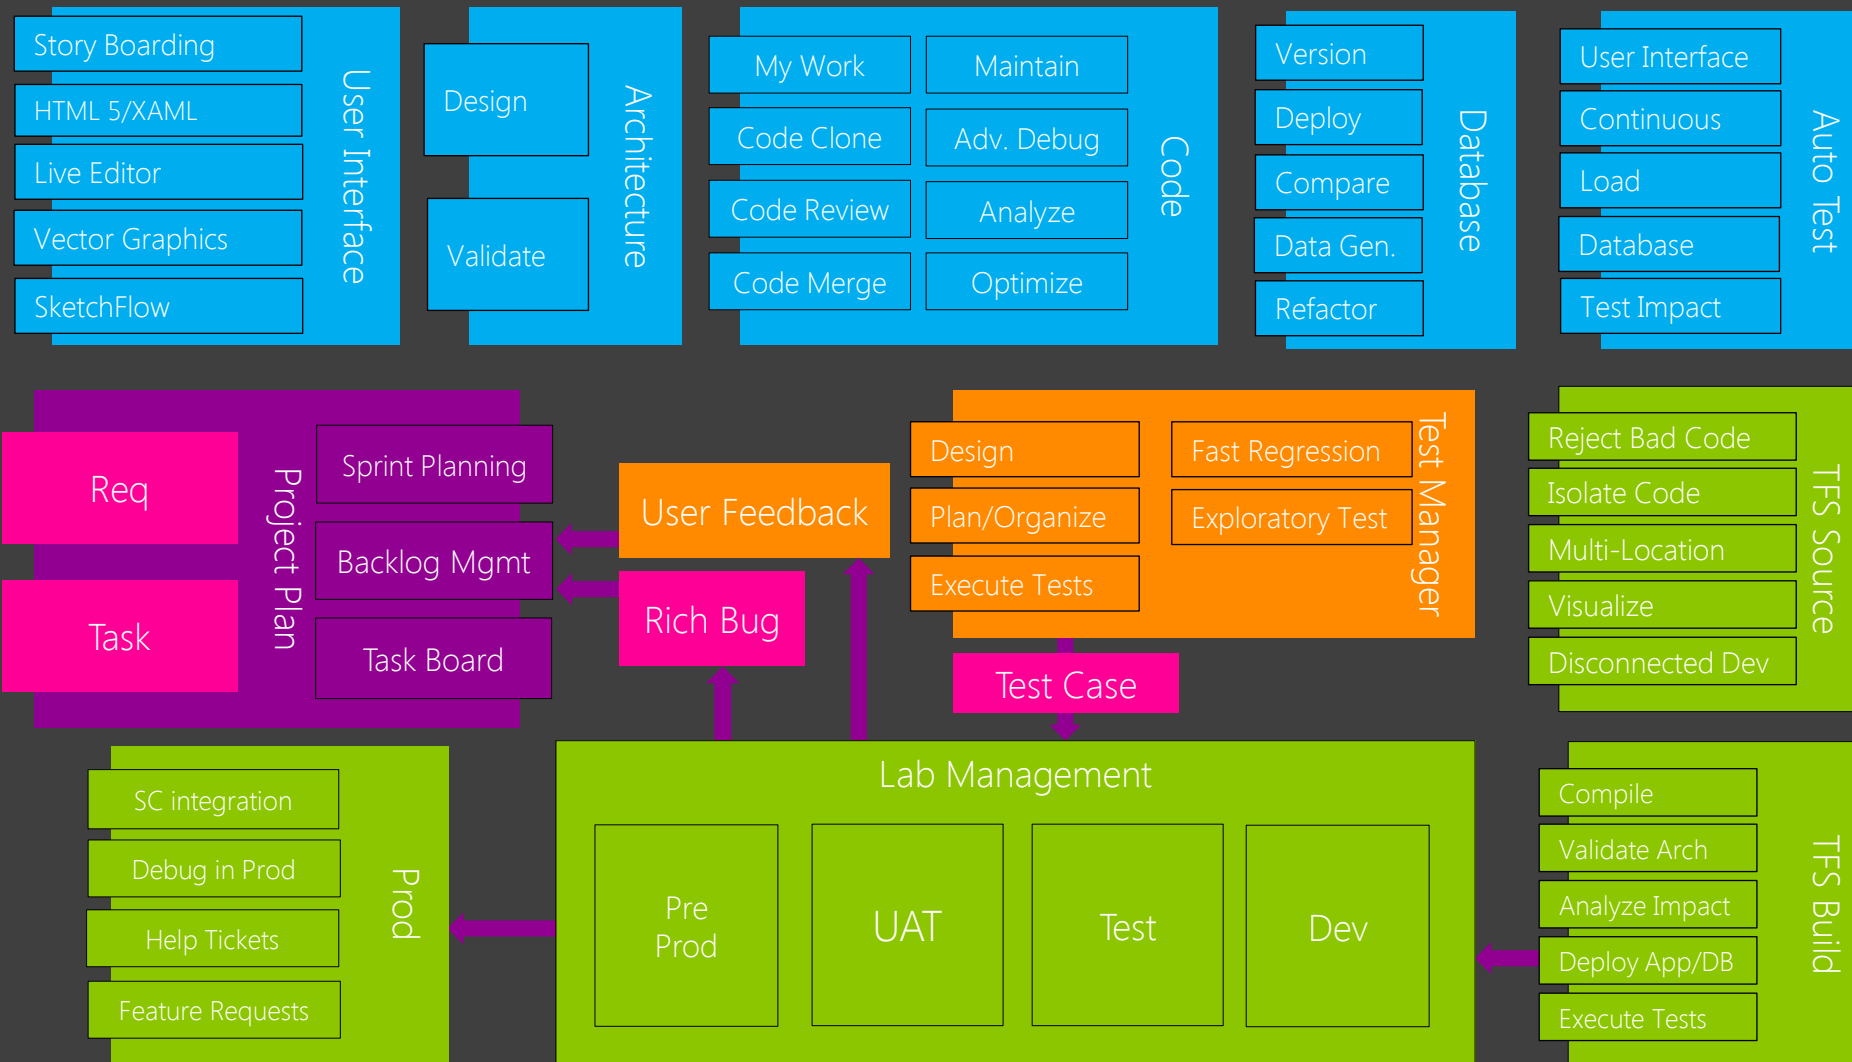 Story Boarding
HTML 5/XAML
Live Editor
Vector Graphics
SketchFlow
User Interface
Design
Validate
Architecture
My Work
Maintain
Code Clone
Adv. Debug
Code Review
Analyze
Code Merge
Optimize
Code
Version
Deploy
Compare
Data Gen.
Refactor
Database
User Interface
Continuous
Load
Database
Test Impact
Auto Test
Req
Task
Project Plan
Sprint Planning
Backlog Mgmt
Task Board
User Feedback
Rich Bug
Design
Plan/Organize
Execute Tests
Fast Regression
Exploratory Test
Test Manager
Test Case
Reject Bad Code
Isolate Code
Multi-Location
Visualize
Disconnected Dev
TFS Source
SC integration
Debug in Prod
Help Tickets
Feature Requests
Prod
Lab Management
Pre
Prod
UAT
Test
Dev
Compile
Validate Arch
Analyze Impact
Deploy App/DB
Execute Tests
TFS Build